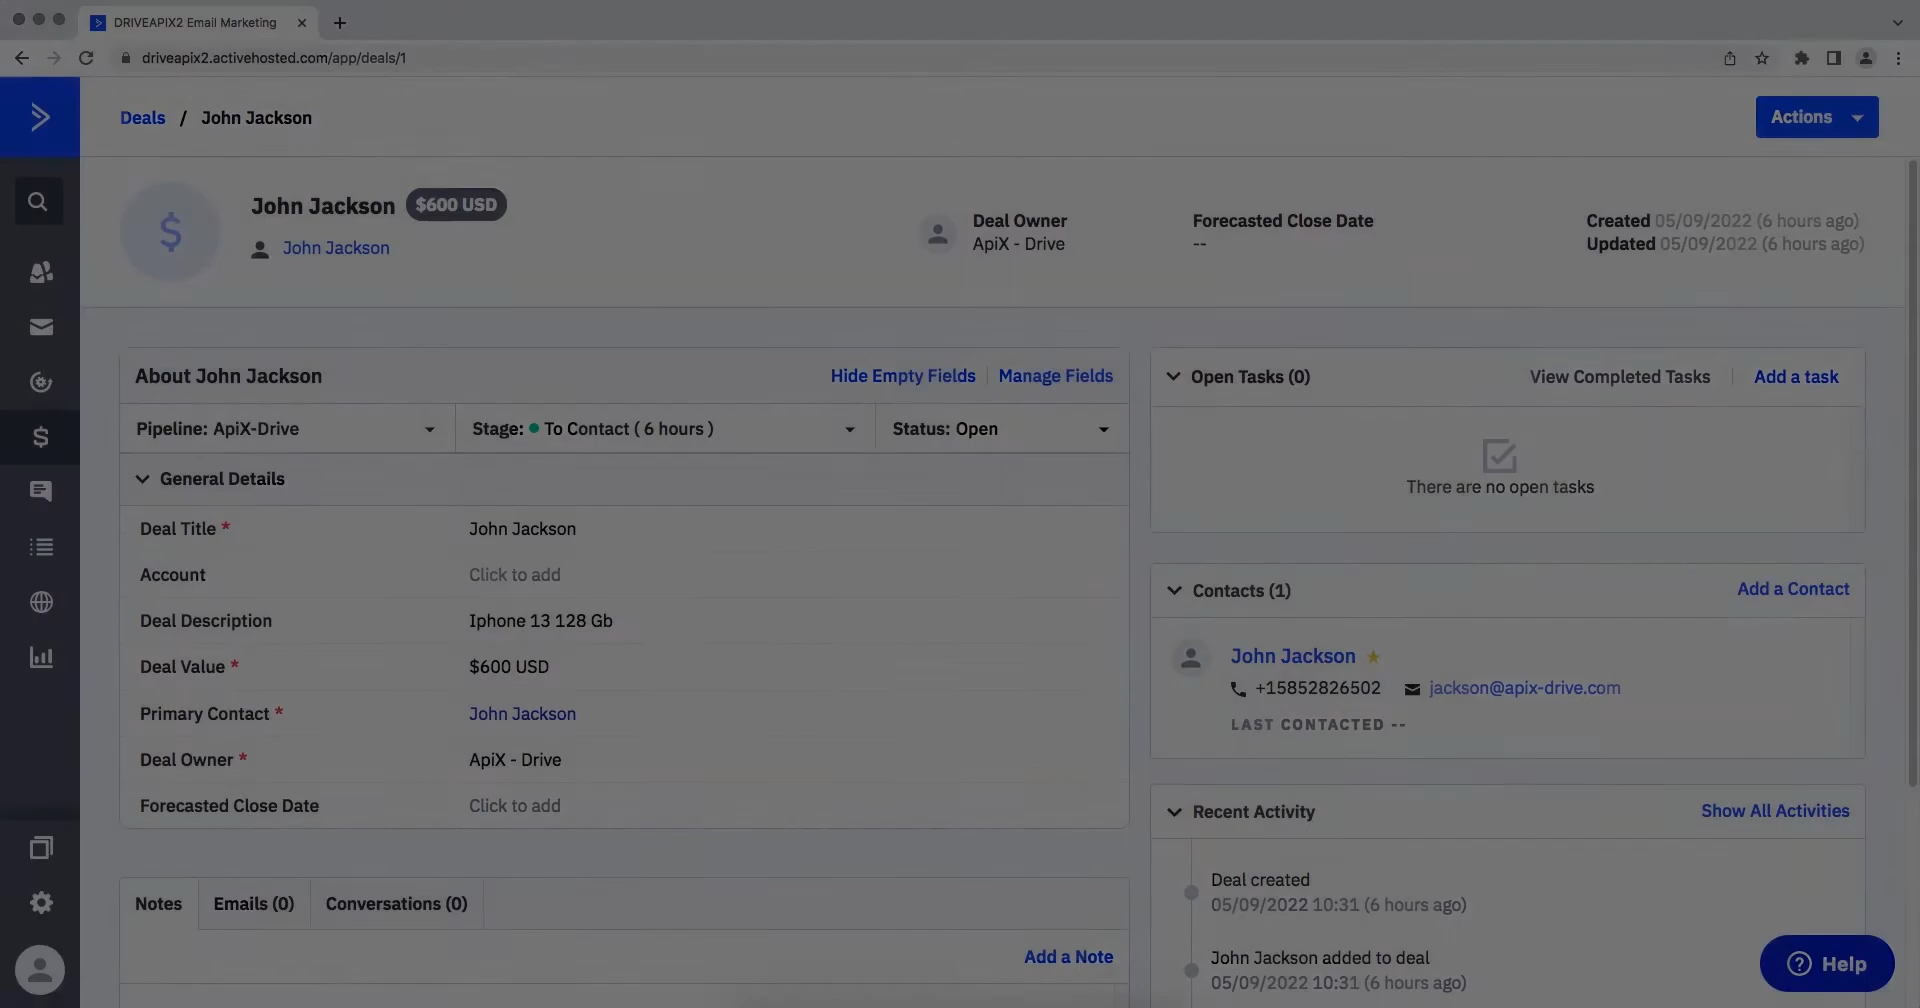 DRIVEAPIX2 Email Marketing
driveapix2.activehosted.com/app/deals/1
Deals / John Jackson
Actions
John Jackson $600 USD
John Jackson
Deal Owner
ApiX - Drive
Forecasted Close Date
--
Created 05/09/2022 (6 hours ago)
Updated 05/09/2022 (6 hours ago)
About John Jackson
Hide Empty Fields
Manage Fields
Pipeline: ApiX-Drive
Stage: To Contact ( 6 hours )
Status: Open
General Details
Deal Title * John Jackson
Account Click to add
Deal Description Iphone 13 128 Gb
Deal Value * $600 USD
Primary Contact * John Jackson
Deal Owner * ApiX - Drive
Forecasted Close Date Click to add
Notes
Emails (0)
Conversations (0)
Add a Note
Open Tasks (0)
View Completed Tasks
Add a task
There are no open tasks
Contacts (1)
Add a Contact
John Jackson
+15852826502 jackson@apix-drive.com
LAST CONTACTED --
Recent Activity
Show All Activities
Deal created
05/09/2022 10:31 (6 hours ago)
John Jackson added to deal
05/09/2022 10:31 (6 hours ago)
Help